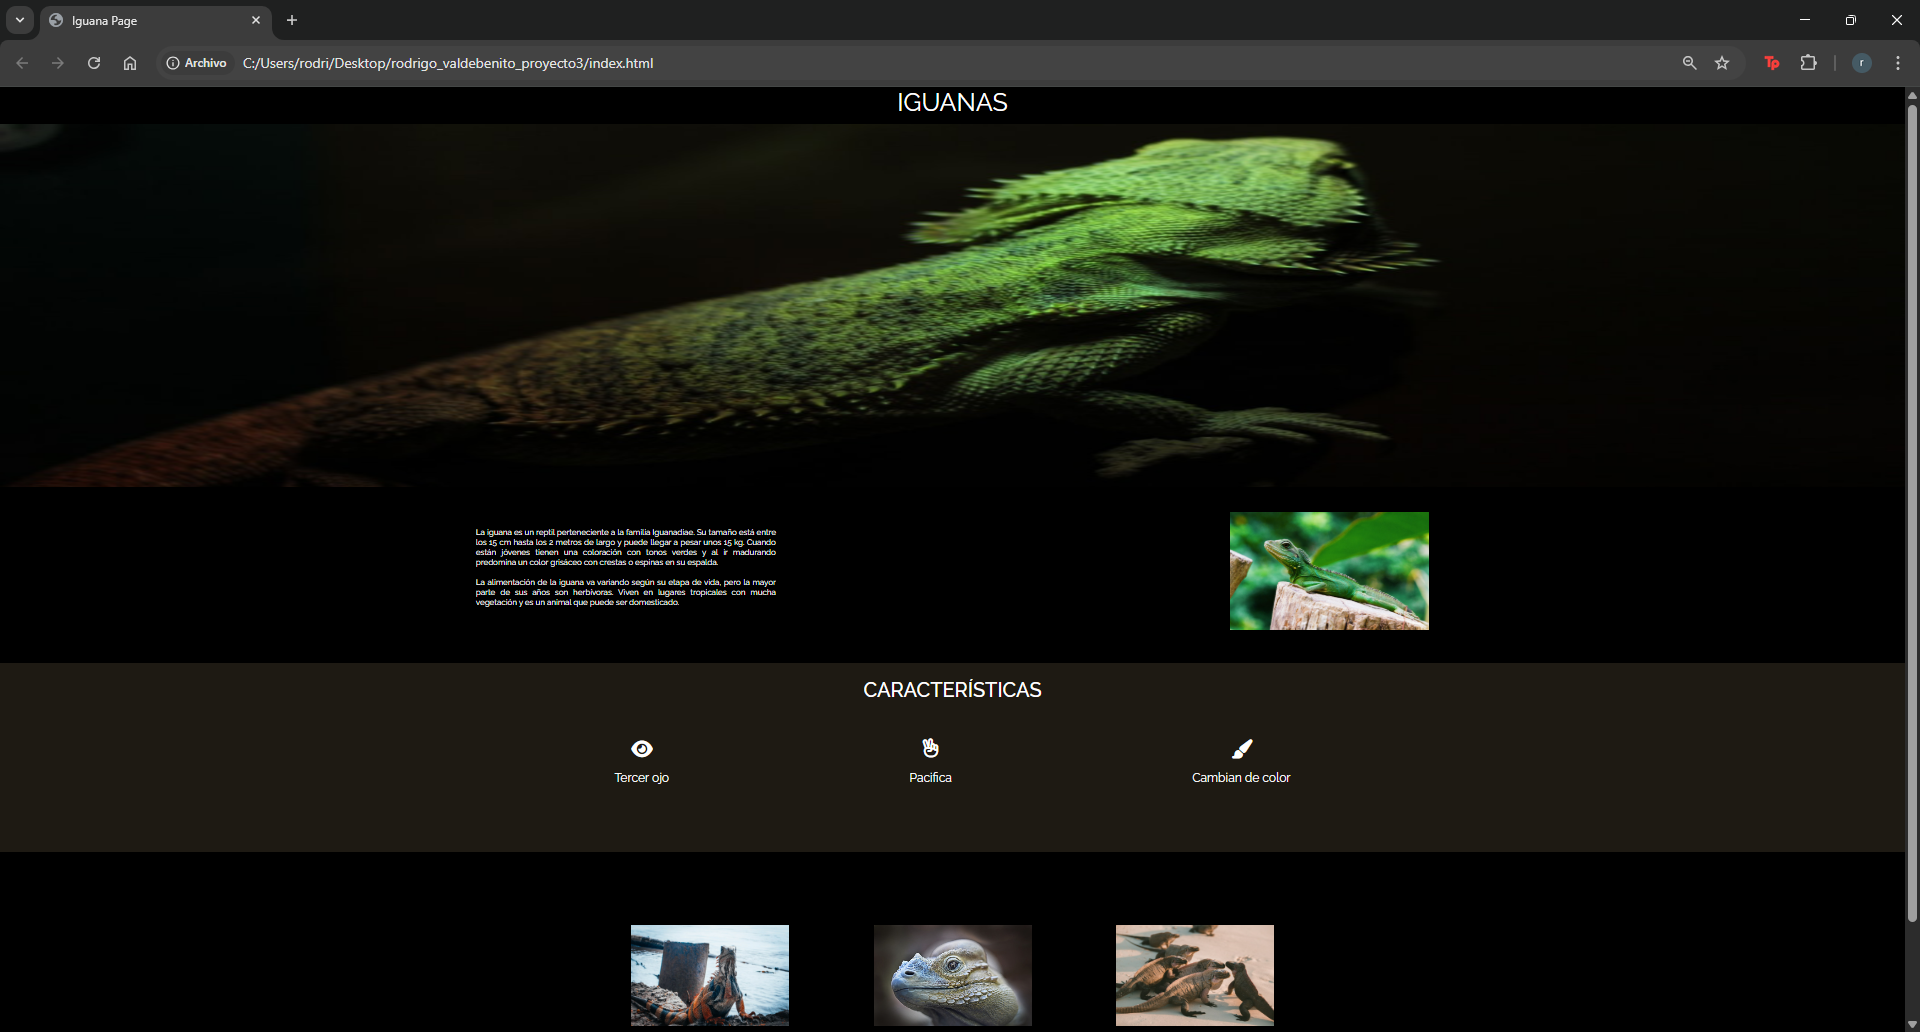 Iguana Page
Archivo
C:/Users/rodri/Desktop/rodrigo_valdebenito_proyecto3/index.html
Tp
r
IGUANAS
La iguana es un reptil perteneciente a la familia Iguanadiae. Su tamaño está entre
los 15 cm hasta los 2 metros de largo y puede llegar a pesar unos 15 kg. Cuando
están jóvenes tienen una coloración con tonos verdes y al ir madurando
predomina un color grisáceo con crestas o espinas en su espalda.
La alimentación de la iguana va variando según su etapa de vida, pero la mayor
parte de sus años son herbívoras. Viven en lugares tropicales con mucha
vegetación y es un animal que puede ser domesticado.
CARACTERÍSTICAS
Tercer ojo
Pacifica
Cambian de color